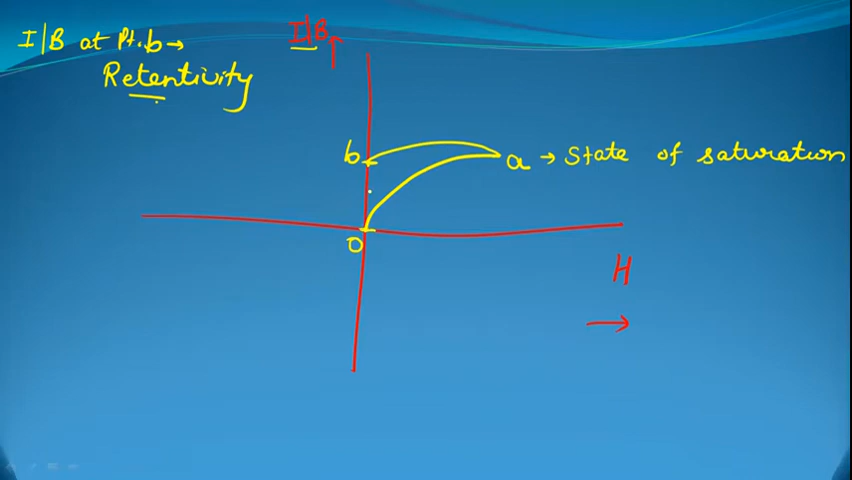 I|B at Pt. b →
Retentivity
I|B ↑
b
a → State of saturation
O
H
→